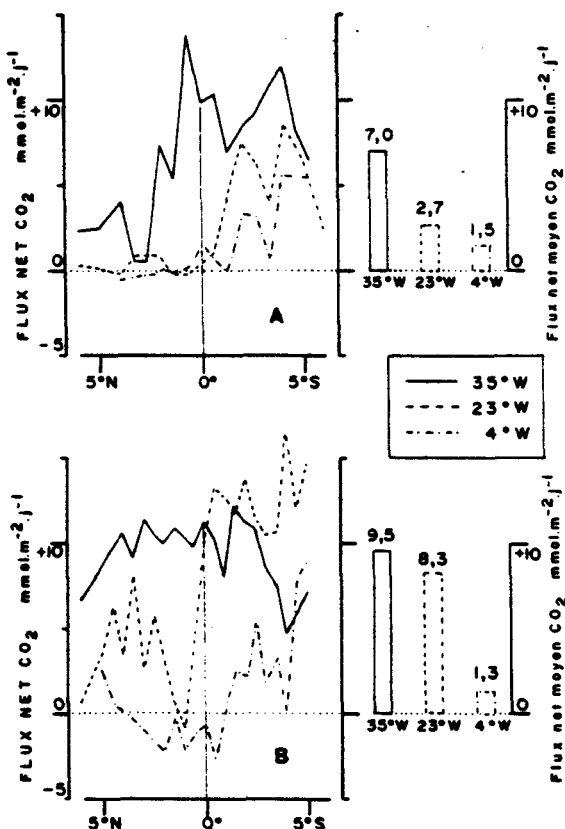 FLUX NET CO₂ mmol.m⁻².j⁻¹
+10
0
-5
5°N 0° 5°S
A
7,0
2,7
1,5
35°W 23°W 4°W
+10
0
Flux net moyen CO₂ mmol.m⁻².j⁻¹
35°W
23°W
4°W
FLUX NET CO₂ mmol.m⁻².j⁻¹
+10
0
-5
5°N 0° 5°S
B
9,5
8,3
1,3
35°W 23°W 4°W
+10
0
Flux net moyen CO₂ mmol.m⁻².j⁻¹